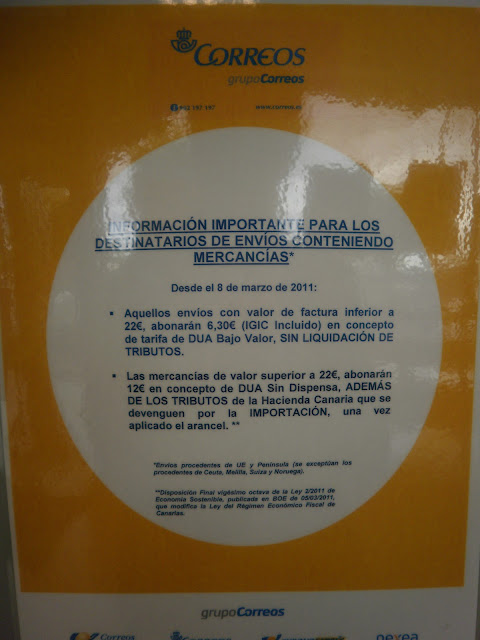 CORREOS
grupoCorreos
902 197 197 www.correos.es
INFORMACIÓN IMPORTANTE PARA LOS
DESTINATARIOS DE ENVÍOS CONTENIENDO
MERCANCÍAS*
Desde el 8 de marzo de 2011:
▪ Aquellos envíos con valor de factura inferior a
22€, abonarán 6,30€ (IGIC Incluido) en concepto
de tarifa de DUA Bajo Valor, SIN LIQUIDACIÓN DE
TRIBUTOS.
▪ Las mercancías de valor superior a 22€, abonarán
12€ en concepto de DUA Sin Dispensa, ADEMÁS
DE LOS TRIBUTOS de la Hacienda Canaria que se
devenguen por la IMPORTACIÓN, una vez
aplicado el arancel. **
*Envíos procedentes de UE y Península (se exceptúan los
procedentes de Ceuta, Melilla, Suiza y Noruega).
**Disposición Final vigésimo octava de la Ley 2/2011 de
Economía Sostenible, publicada en BOE de 05/03/2011,
que modifica la Ley del Régimen Económico Fiscal de
Canarias.
grupoCorreos
Correos nexea